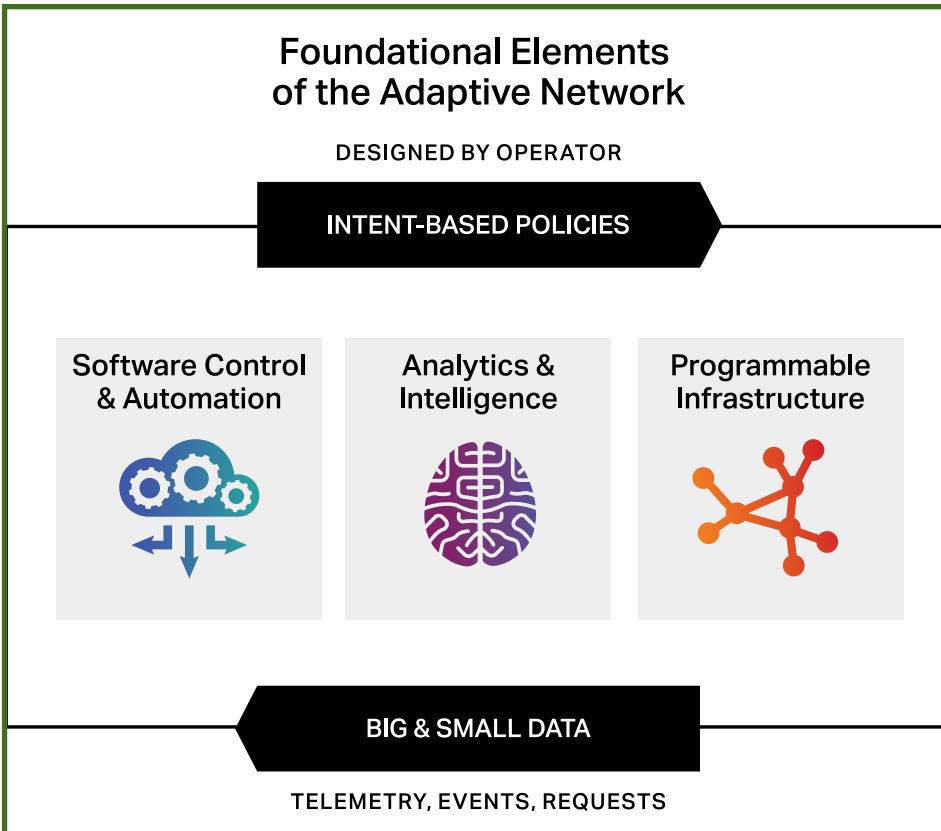 Foundational Elements
of the Adaptive Network
DESIGNED BY OPERATOR
INTENT-BASED POLICIES
Software Control
& Automation
Analytics &
Intelligence
Programmable
Infrastructure
BIG & SMALL DATA
TELEMETRY, EVENTS, REQUESTS